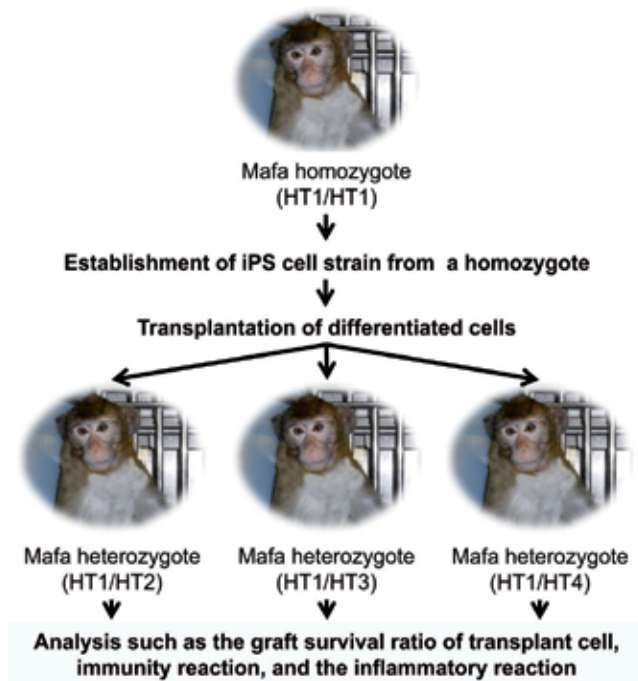 Mafa homozygote
(HT1/HT1)
Establishment of iPS cell strain from a homozygote
Transplantation of differentiated cells
Mafa heterozygote
(HT1/HT2)
Mafa heterozygote
(HT1/HT3)
Mafa heterozygote
(HT1/HT4)
Analysis such as the graft survival ratio of transplant cell,
immunity reaction, and the inflammatory reaction